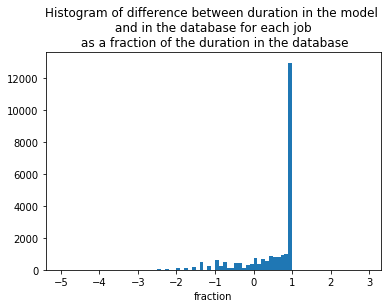 Histogram of difference between duration in the model
and in the database for each job
as a fraction of the duration in the database
12000
10000
8000
6000
4000
2000
0
−5 −4 −3 −2 −1 0 1 2 3
fraction